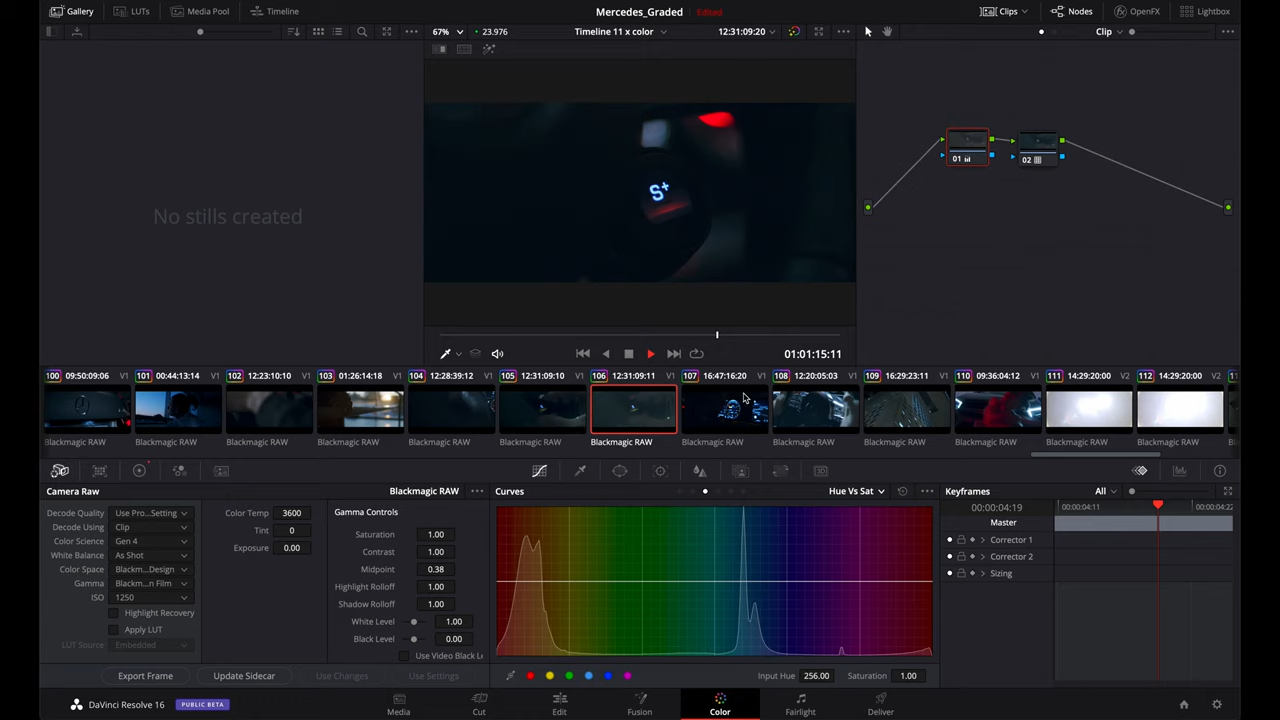 Gallery LUTs Media Pool Timeline Mercedes_Graded Edited Clips Nodes OpenFX Lightbox
67% 23.976 Timeline 11 x color 12:31:09:20 Clip
S+
No stills created
01 02
01:01:15:11
100 09:50:09:06 V1 101 00:44:13:14 V1 102 12:23:10:10 V1 103 01:26:14:18 V1 104 12:28:39:12 V1 105 12:31:09:10 V1 106 12:31:09:11 V1 107 16:47:16:20 V1 108 12:20:05:03 V2 109 16:29:23:11 V1 110 09:36:04:12 V1 111 14:29:20:00 V2 112 14:29:20:00 V2
Blackmagic RAW Blackmagic RAW Blackmagic RAW Blackmagic RAW Blackmagic RAW Blackmagic RAW Blackmagic RAW Blackmagic RAW Blackmagic RAW Blackmagic RAW Blackmagic RAW Blackmagic RAW Blackmagic RAW
Camera Raw Blackmagic RAW
Decode Quality Use Pro...Setting
Decode Using Clip
Color Science Gen 4
White Balance As Shot
Color Space Blackm...Design
Gamma Blackm...n Film
ISO 1250
Highlight Recovery
Apply LUT
LUT Source Embedded
Color Temp 3600
Tint 0
Exposure 0.00
Gamma Controls
Saturation 1.00
Contrast 1.00
Midpoint 0.38
Highlight Rolloff 1.00
Shadow Rolloff 1.00
White Level 1.00
Black Level 0.00
Use Video Black Le
Export Frame Update Sidecar Use Changes Use Settings
Curves Hue Vs Sat
Input Hue 256.00 Saturation 1.00
Keyframes All
00:00:04:19 00:00:04:11 00:00:04:22
Master
Corrector 1
Corrector 2
Sizing
DaVinci Resolve 16 PUBLIC BETA Media Cut Edit Fusion Color Fairlight Deliver